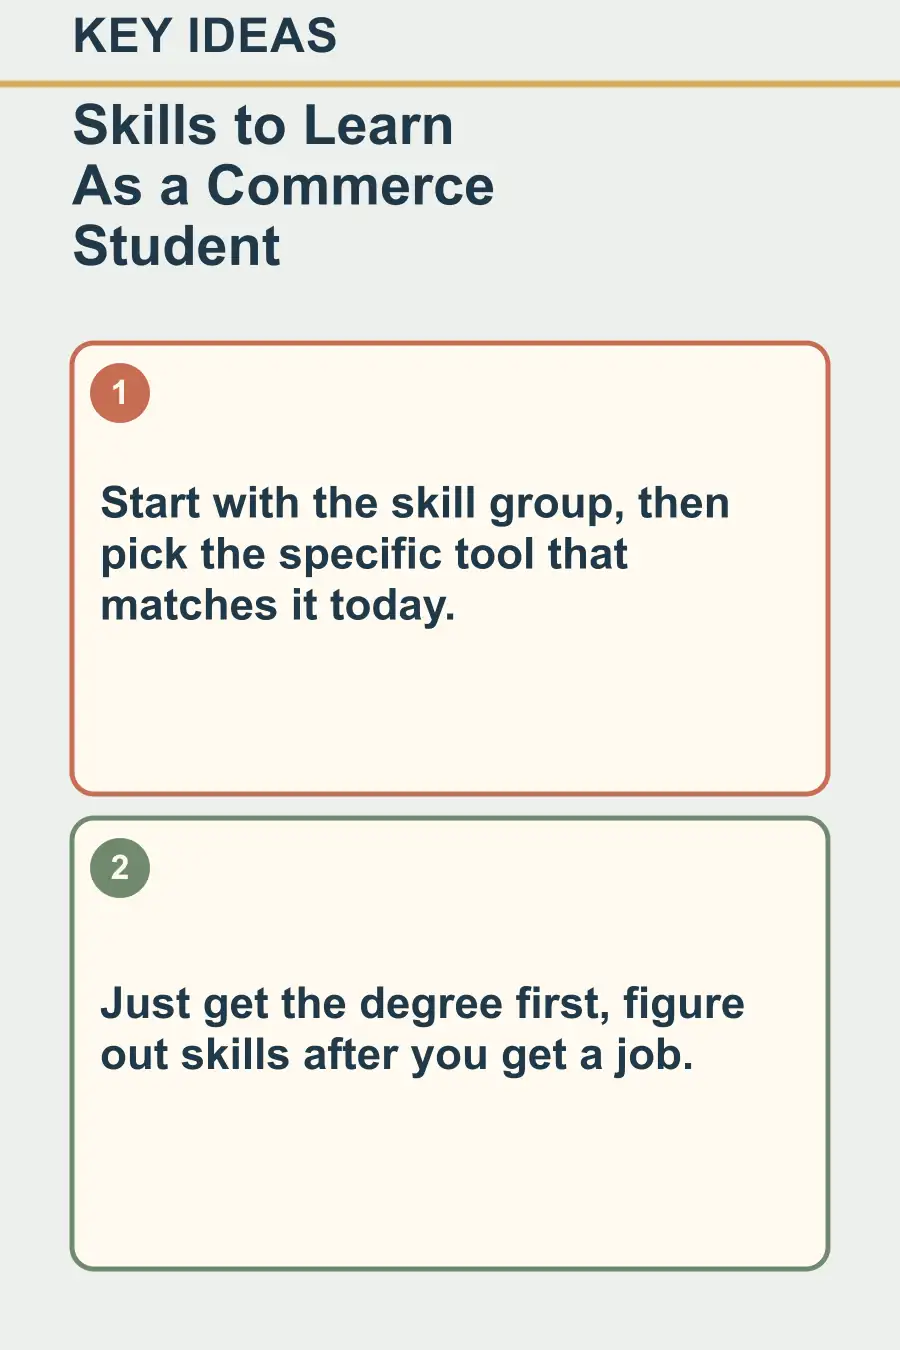 KEY IDEAS
Skills to Learn
As a Commerce
Student
1
Start with the skill group, then
pick the specific tool that
matches it today.
2
Just get the degree first, figure
out skills after you get a job.